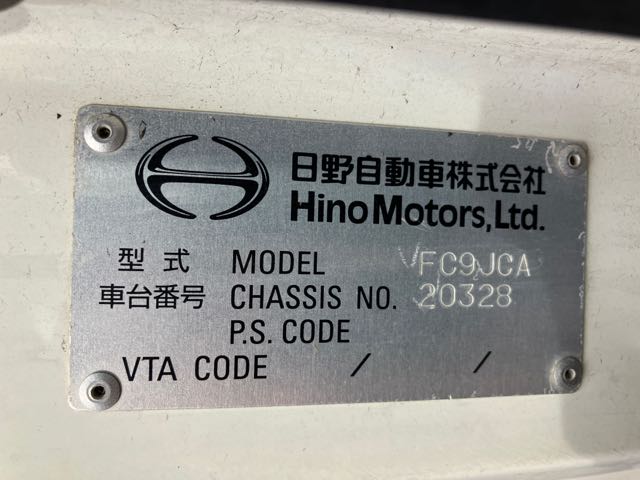 日野自動車株式会社
Hino Motors, Ltd.
型式 MODEL FC9JCA
車台番号 CHASSIS NO. 20328
P.S. CODE
VTA CODE / /